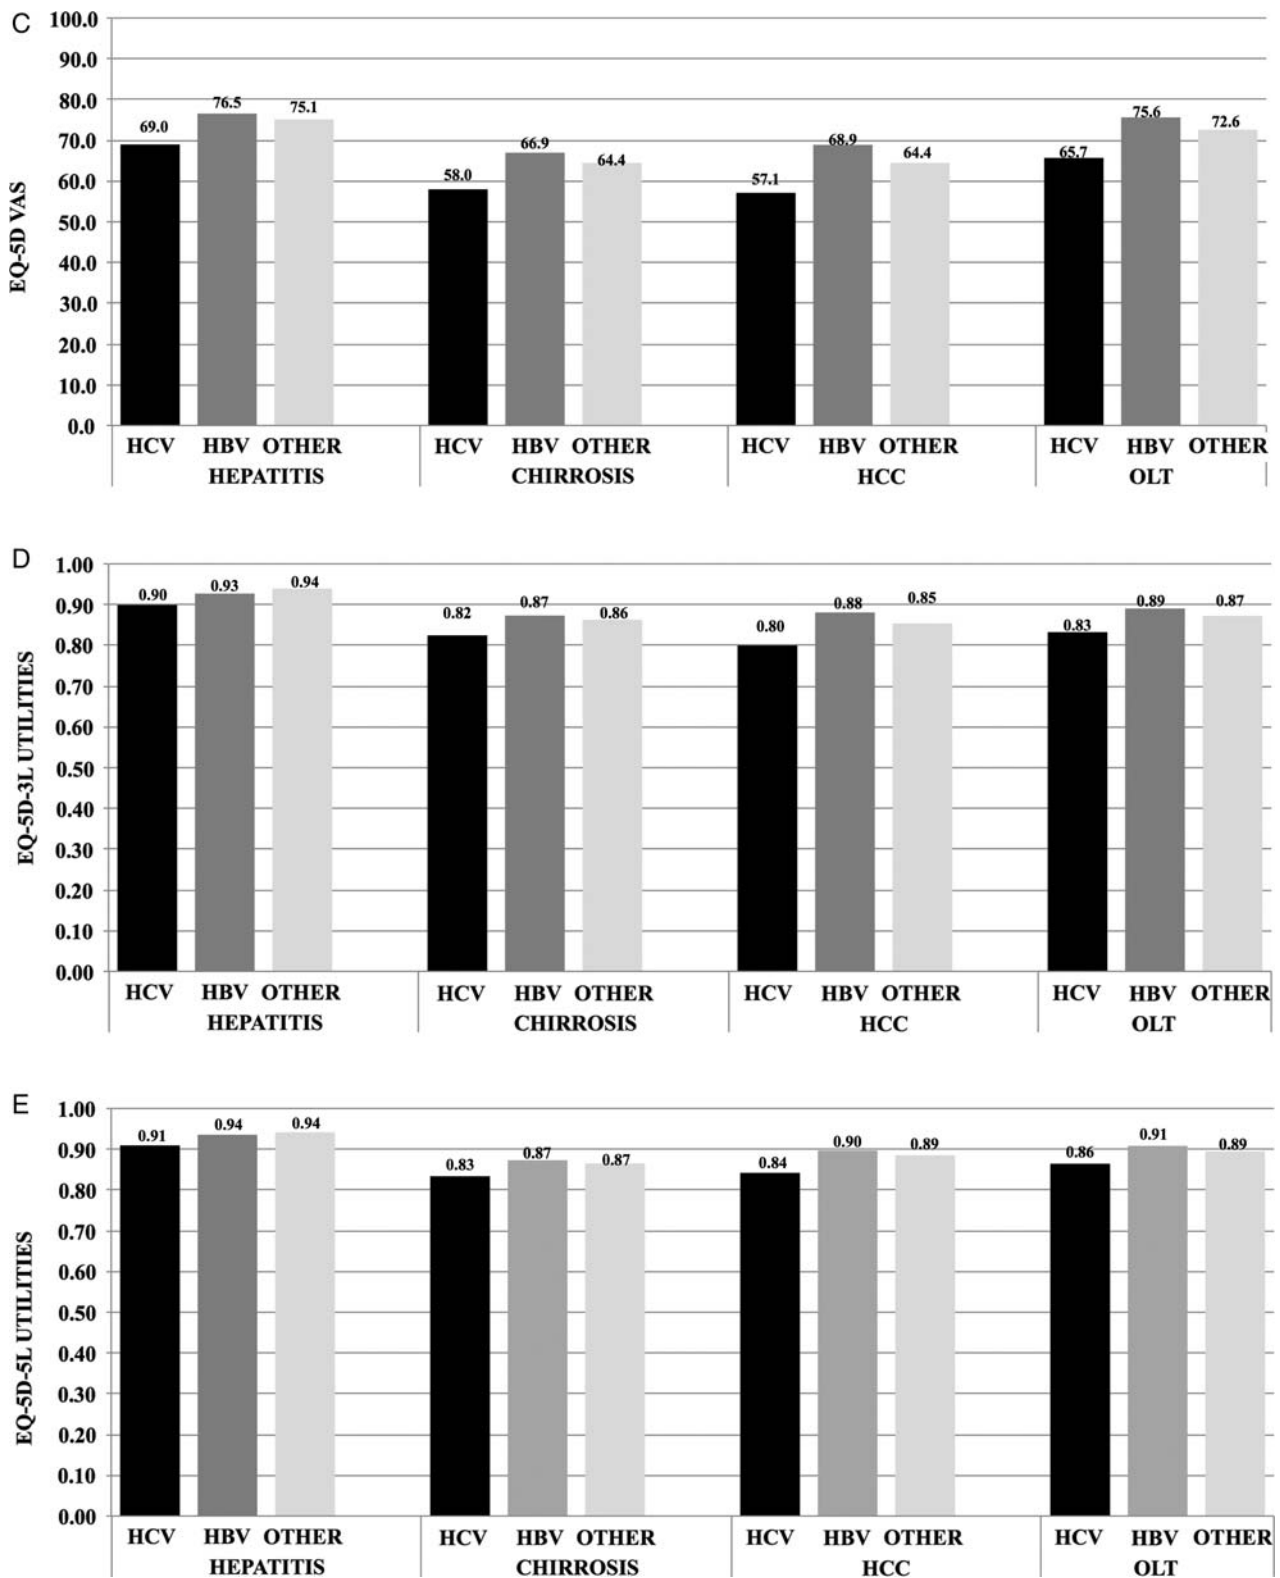 C
EQ-5D VAS
100.0
90.0
80.0
70.0
60.0
50.0
40.0
30.0
20.0
10.0
0.0
69.0 76.5 75.1 58.0 66.9 64.4 57.1 68.9 64.4 65.7 75.6 72.6
HCV HBV OTHER HCV HBV OTHER HCV HBV OTHER HCV HBV OTHER
HEPATITIS CHIRROSIS HCC OLT
D
EQ-5D-3L UTILITIES
1.00
0.90
0.80
0.70
0.60
0.50
0.40
0.30
0.20
0.10
0.00
0.90 0.93 0.94 0.82 0.87 0.86 0.80 0.88 0.85 0.83 0.89 0.87
HCV HBV OTHER HCV HBV OTHER HCV HBV OTHER HCV HBV OTHER
HEPATITIS CHIRROSIS HCC OLT
E
EQ-5D-5L UTILITIES
1.00
0.90
0.80
0.70
0.60
0.50
0.40
0.30
0.20
0.10
0.00
0.91 0.94 0.94 0.83 0.87 0.87 0.84 0.90 0.89 0.86 0.91 0.89
HCV HBV OTHER HCV HBV OTHER HCV HBV OTHER HCV HBV OTHER
HEPATITIS CHIRROSIS HCC OLT